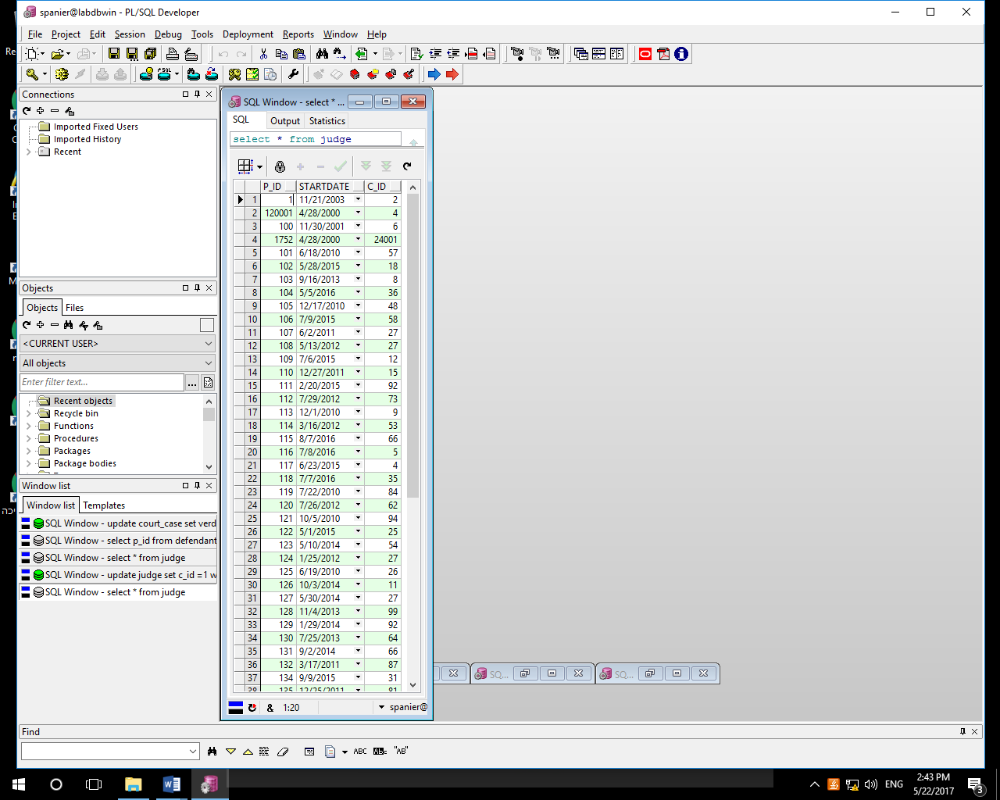 spanier@labdbwin - PL/SQL Developer
File Project Edit Session Debug Tools Deployment Reports Window Help
Connections
Imported Fixed Users
Imported History
Recent
Objects
Objects Files
<CURRENT USER>
All objects
Enter filter text...
Recent objects
Recycle bin
Functions
Procedures
Packages
Package bodies
Window list
Window list Templates
SQL Window - update court_case set verd
SQL Window - select p_id from defendant
SQL Window - select * from judge
SQL Window - update judge set c_id =1 w
SQL Window - select * from judge
SQL Window - select * ...
SQL Output Statistics
select * from judge
P_ID STARTDATE C_ID
1 1 11/21/2003 2
2 120001 4/28/2000 4
3 100 11/30/2001 6
4 1752 4/28/2000 24001
5 101 6/18/2010 57
6 102 5/28/2015 18
7 103 9/16/2013 8
8 104 5/5/2016 36
9 105 12/17/2010 48
10 106 7/9/2015 58
11 107 6/2/2011 27
12 108 5/13/2012 27
13 109 7/6/2015 12
14 110 12/27/2011 15
15 111 2/20/2015 92
16 112 7/29/2012 73
17 113 12/1/2010 9
18 114 3/16/2012 53
19 115 8/7/2016 66
20 116 7/8/2016 5
21 117 6/23/2015 4
22 118 7/7/2016 35
23 119 7/22/2010 84
24 120 7/26/2012 62
25 121 10/5/2010 94
26 122 5/1/2015 25
27 123 5/10/2014 54
28 124 1/25/2012 27
29 125 6/19/2010 26
30 126 10/3/2014 11
31 127 5/30/2014 27
32 128 11/4/2013 99
33 129 1/29/2014 92
34 130 7/25/2013 64
35 131 9/2/2014 66
36 132 3/17/2011 87
37 134 9/9/2015 31
38 135 12/25/2011 81
& 1:20 spanier@
SQ... SQ...
Find
ABC "AB"
ENG 2:43 PM
5/22/2017 3